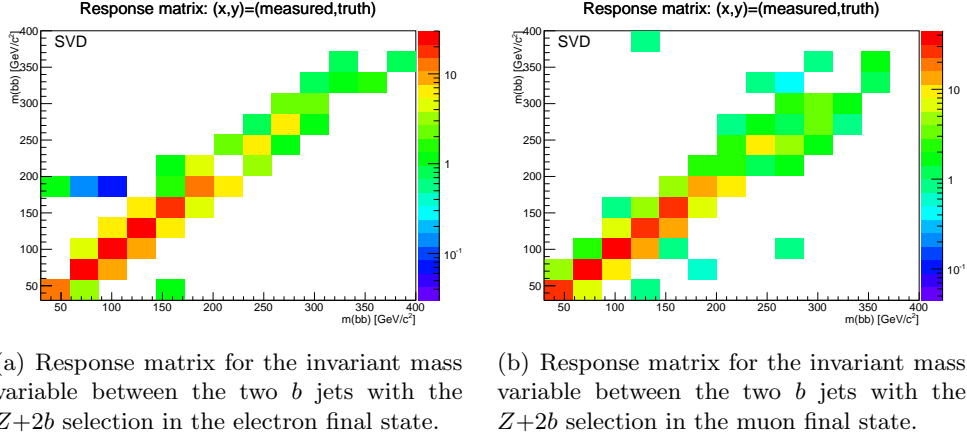 Response matrix: (x,y)=(measured,truth)
SVD
m(bb) [GeV/c²]
400
350
300
250
200
150
100
50
50 100 150 200 250 300 350 400
m(bb) [GeV/c²]
10
1
10⁻¹
(a) Response matrix for the invariant mass
variable between the two b jets with the
Z+2b selection in the electron final state.
Response matrix: (x,y)=(measured,truth)
SVD
m(bb) [GeV/c²]
400
350
300
250
200
150
100
50
50 100 150 200 250 300 350 400
m(bb) [GeV/c²]
10
1
10⁻¹
(b) Response matrix for the invariant mass
variable between the two b jets with the
Z+2b selection in the muon final state.